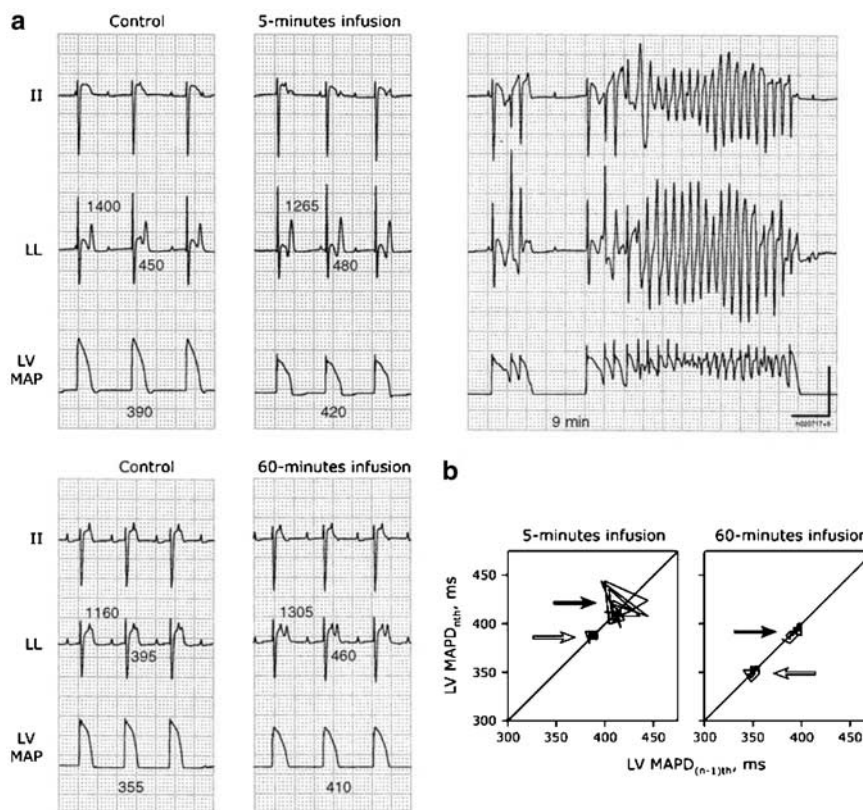 a
Control
5-minutes infusion
II
1400
1265
LL
450
480
LV
MAP
390
420
9 min
Control
60-minutes infusion
II
1160
1305
LL
395
460
LV
MAP
355
410
b
5-minutes infusion
60-minutes infusion
LV MAPDnth, ms
450
400
350
300
300 350 400 450
300 350 400 450
LV MAPD(n-1)th, ms